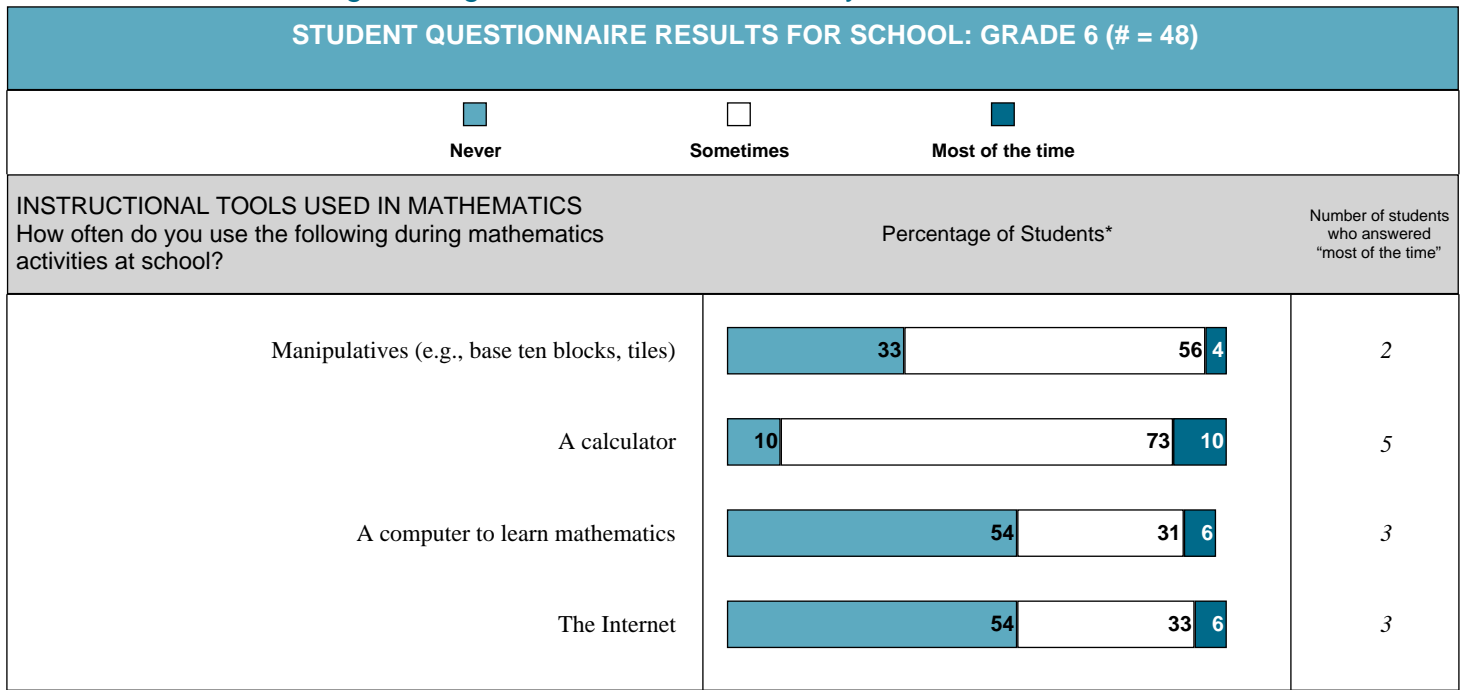 STUDENT QUESTIONNAIRE RESULTS FOR SCHOOL: GRADE 6 (# = 48)
Never Sometimes Most of the time
INSTRUCTIONAL TOOLS USED IN MATHEMATICS
How often do you use the following during mathematics
activities at school?
Percentage of Students*
Number of students
who answered
“most of the time”
Manipulatives (e.g., base ten blocks, tiles) 33 56 4 2
A calculator 10 73 10 5
A computer to learn mathematics 54 31 6 3
The Internet 54 33 6 3